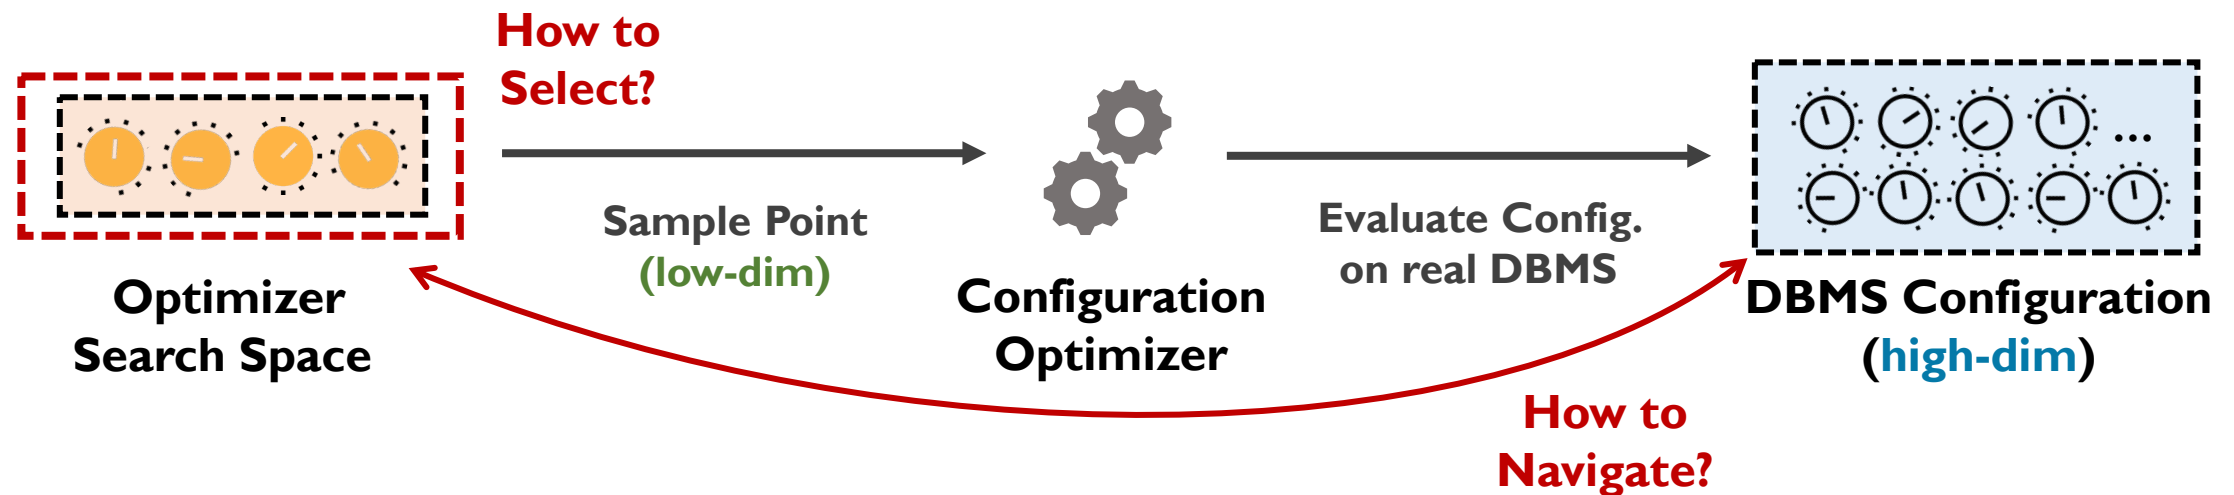 How to
Select?
Sample Point
(low-dim)
Evaluate Config.
on real DBMS
...
Optimizer
Search Space
Configuration
Optimizer
DBMS Configuration
(high-dim)
How to
Navigate?